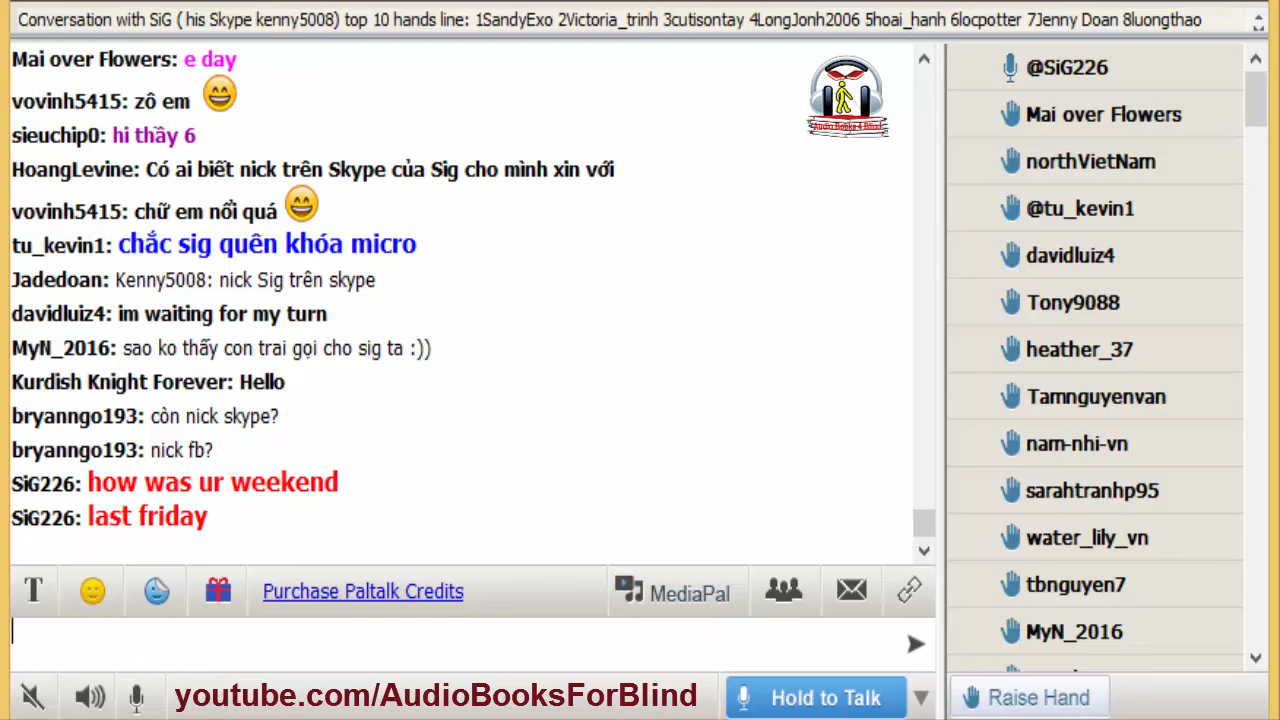 Conversation with SiG ( his Skype kenny5008) top 10 hands line: 1SandyExo 2Victoria_trinh 3cutisontay 4LongJonh2006 5hoai_hanh 6locpotter 7Jenny Doan 8luongthao
Mai over Flowers: e day
vovinh5415: zô em
sieuchip0: hi thầy 6
HoangLevine: Có ai biết nick trên Skype của Sig cho mình xin với
vovinh5415: chữ em nổi quá
tu_kevin1: chắc sig quên khóa micro
Jadedoan: Kenny5008: nick Sig trên skype
davidluiz4: im waiting for my turn
MyN_2016: sao ko thấy con trai gọi cho sig ta :))
Kurdish Knight Forever: Hello
bryanngo193: còn nick skype?
bryanngo193: nick fb?
SiG226: how was ur weekend
SiG226: last friday
Audio Books 4 Blind
@SiG226
Mai over Flowers
northVietNam
@tu_kevin1
davidluiz4
Tony9088
heather_37
Tamnguyenvan
nam-nhi-vn
sarahtranhp95
water_lily_vn
tbnguyen7
MyN_2016
T
Purchase Paltalk Credits
MediaPal
youtube.com/AudioBooksForBlind
Hold to Talk
Raise Hand